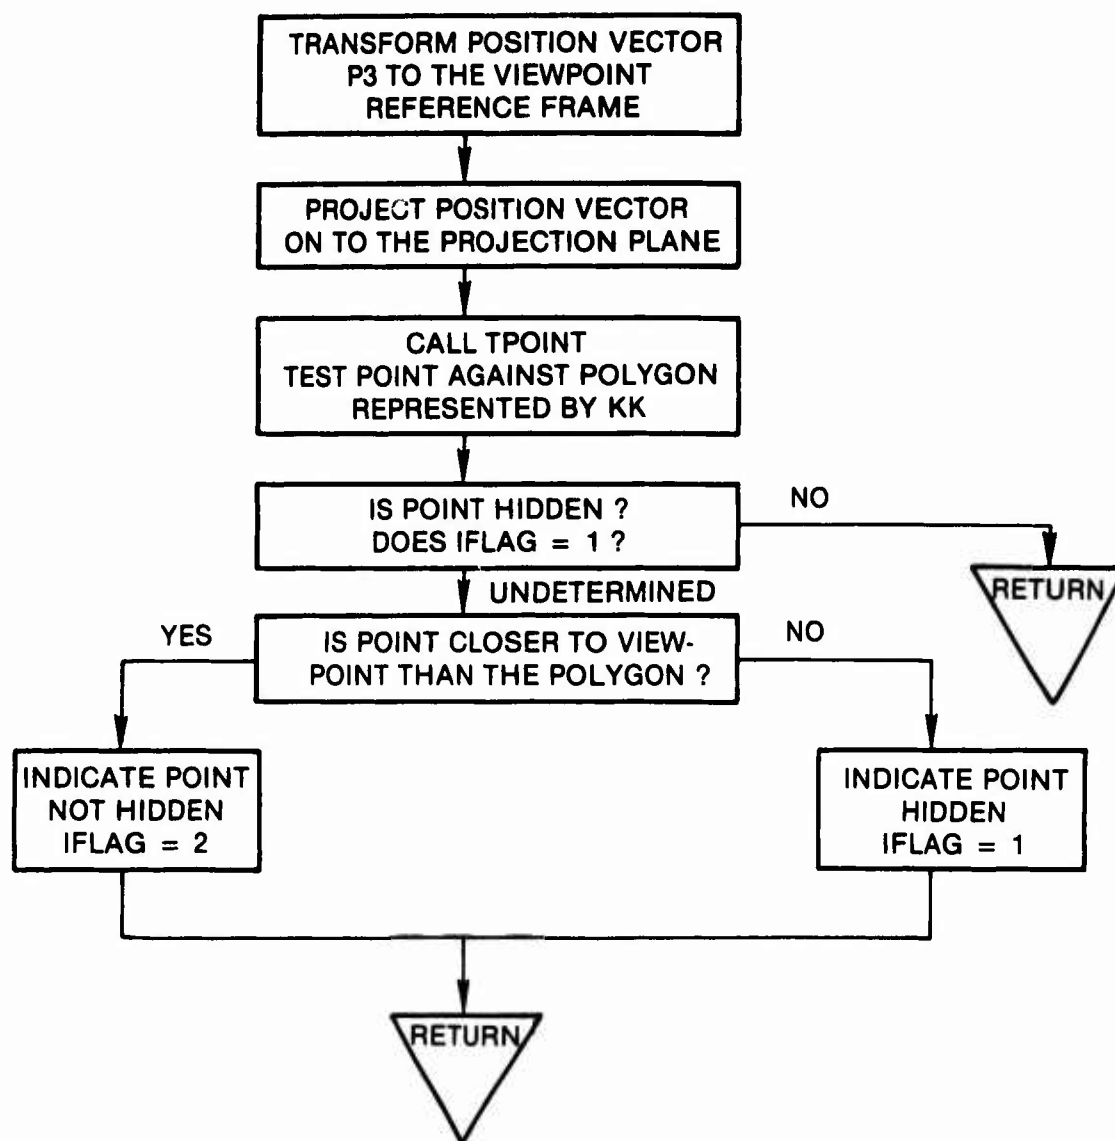 TRANSFORM POSITION VECTOR
P3 TO THE VIEWPOINT
REFERENCE FRAME
PROJECT POSITION VECTOR
ON TO THE PROJECTION PLANE
CALL TPOINT
TEST POINT AGAINST POLYGON
REPRESENTED BY KK
IS POINT HIDDEN ?
DOES IFLAG = 1 ?
NO
RETURN
UNDETERMINED
YES
IS POINT CLOSER TO VIEW-
POINT THAN THE POLYGON ?
NO
INDICATE POINT
NOT HIDDEN
IFLAG = 2
INDICATE POINT
HIDDEN
IFLAG = 1
RETURN